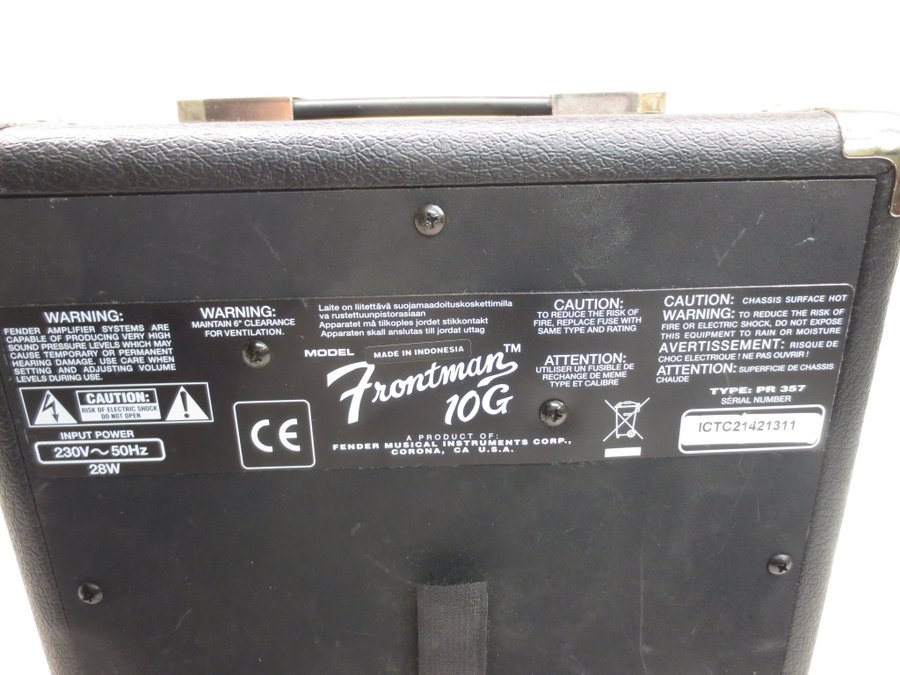 WARNING:
FENDER AMPLIFIER SYSTEMS ARE
CAPABLE OF PRODUCING VERY HIGH
SOUND PRESSURE LEVELS WHICH MAY
CAUSE TEMPORARY OR PERMANENT
HEARING DAMAGE. USE CARE WHEN
SETTING AND ADJUSTING VOLUME
LEVELS DURING USE.
CAUTION:
RISK OF ELECTRIC SHOCK
DO NOT OPEN
INPUT POWER
230V~50Hz
28W
WARNING:
MAINTAIN 6" CLEARANCE
FOR VENTILATION.
CE
Laite on liitettävä suojamaadoituskoskettimilla
va rustettuunpistorasiaan
Apparatet må tilkoples jordet stikkontakt
Apparaten skall anslutas till jordat uttag
MODEL
MADE IN INDONESIA
Frontman™
10G
A PRODUCT OF:
FENDER MUSICAL INSTRUMENTS CORP.,
CORONA, CA U.S.A.
CAUTION:
TO REDUCE THE RISK OF
FIRE, REPLACE FUSE WITH
SAME TYPE AND RATING
ATTENTION:
UTILISER UN FUSIBLE DE
RECHANGE DE MEME
TYPE ET CALIBRE
CAUTION: CHASSIS SURFACE HOT
WARNING: TO REDUCE THE RISK OF
FIRE OR ELECTRIC SHOCK, DO NOT EXPOSE
THIS EQUIPMENT TO RAIN OR MOISTURE
AVERTISSEMENT: RISQUE DE
CHOC ELECTRIQUE ! NE PAS OUVRIR !
ATTENTION: SUPERFICIE DE CHASSIS
CHAUDE
TYPE: PR 357
SÉRIAL NUMBER
ICTC21421311